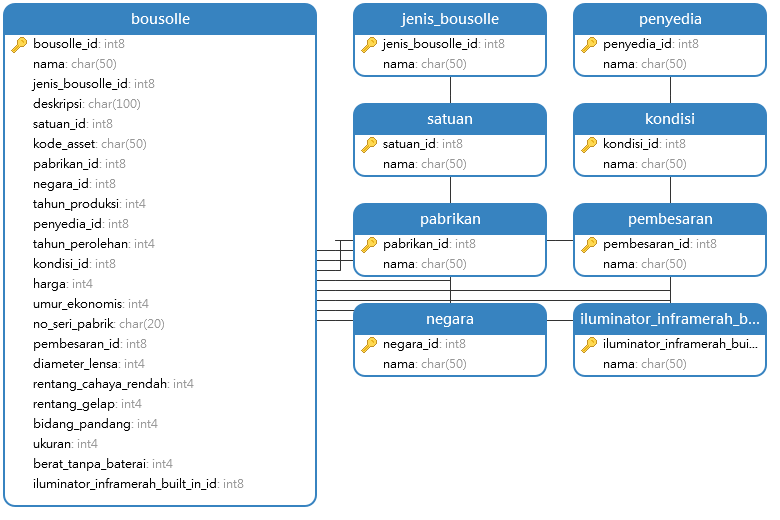 bousolle
bousolle_id: int8
nama: char(50)
jenis_bousolle_id: int8
deskripsi: char(100)
satuan_id: int8
kode_asset: char(50)
pabrikan_id: int8
negara_id: int8
tahun_produksi: int4
penyedia_id: int8
tahun_perolehan: int4
kondisi_id: int8
harga: int4
umur_ekonomis: int4
no_seri_pabrik: char(20)
pembesaran_id: int8
diameter_lensa: int4
rentang_cahaya_rendah: int4
rentang_gelap: int4
bidang_pandang: int4
ukuran: int4
berat_tanpa_baterai: int4
iluminator_inframerah_built_in_id: int8
jenis_bousolle
jenis_bousolle_id: int8
nama: char(50)
satuan
satuan_id: int8
nama: char(50)
pabrikan
pabrikan_id: int8
nama: char(50)
negara
negara_id: int8
nama: char(50)
penyedia
penyedia_id: int8
nama: char(50)
kondisi
kondisi_id: int8
nama: char(50)
pembesaran
pembesaran_id: int8
nama: char(50)
iluminator_inframerah_b...
iluminator_inframerah_bui...
nama: char(50)